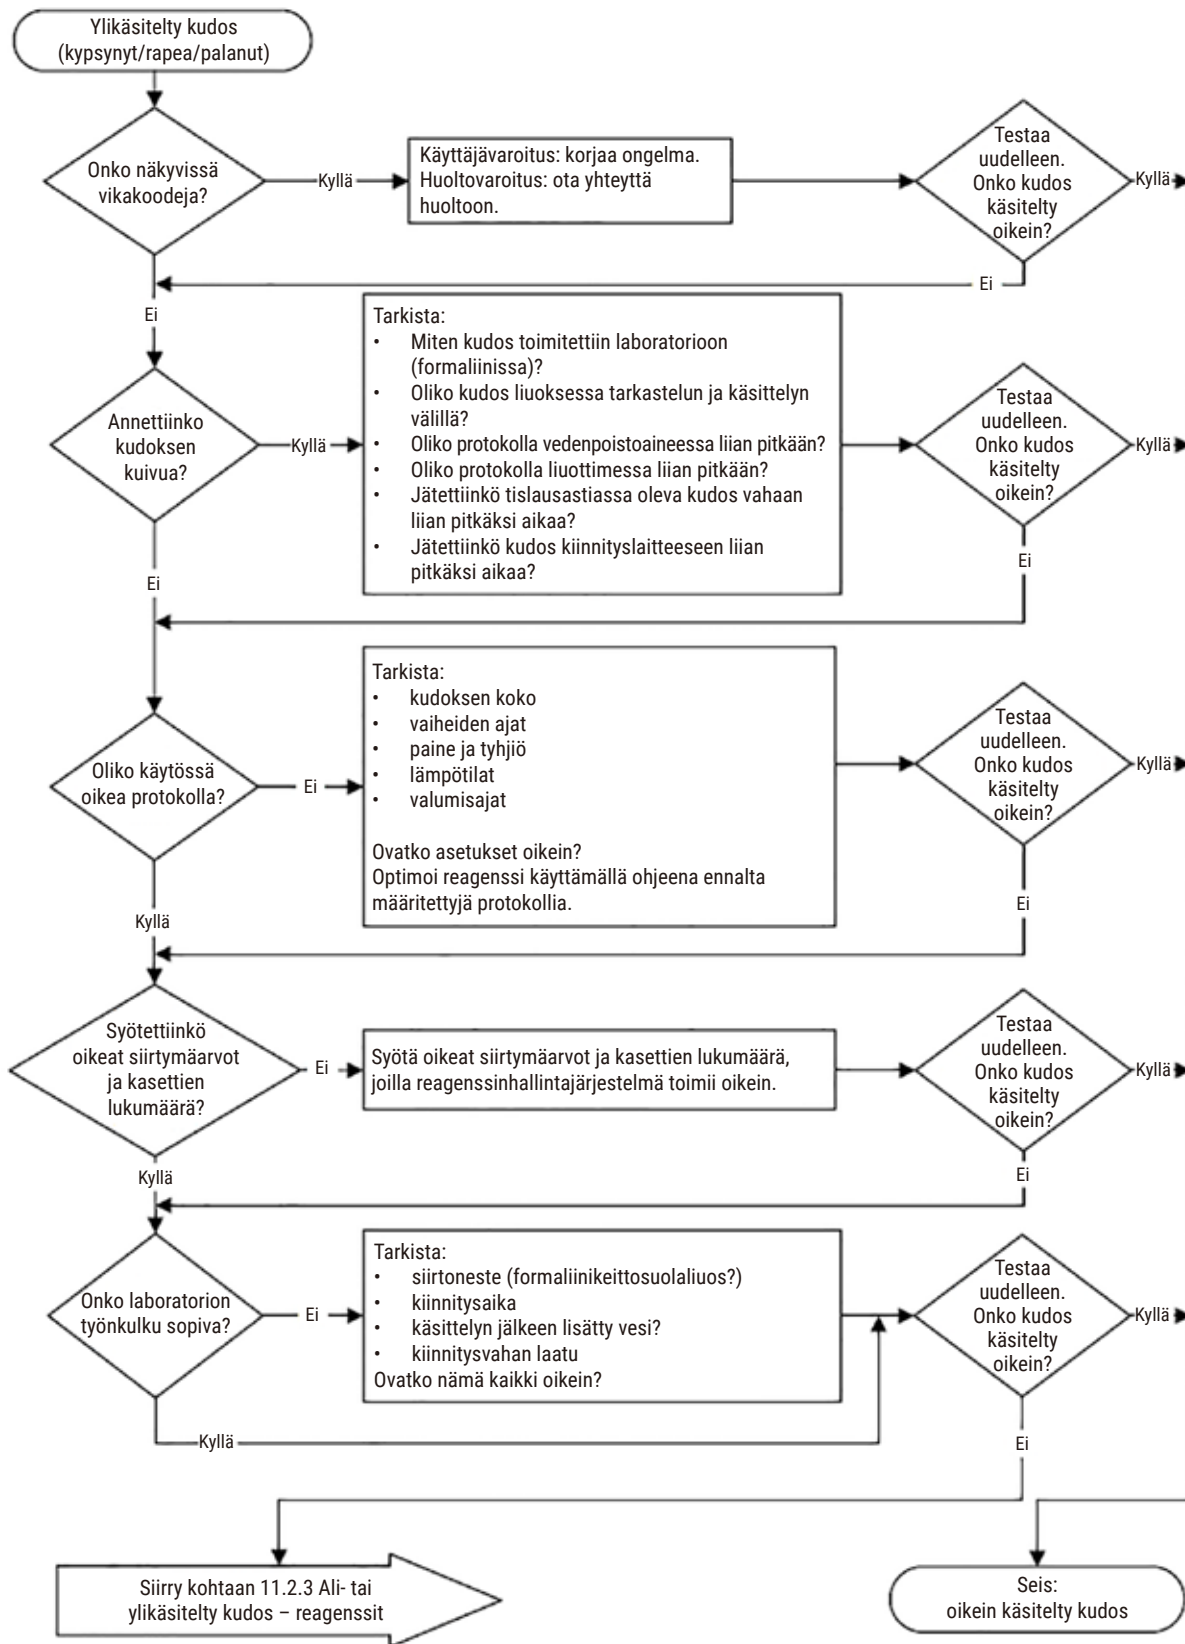 Ylikäsitelty kudos
(kypsynyt/rapea/palanut)
Onko näkyvissä
vikakoodeja?
Kyllä
Käyttäjävaroitus: korjaa ongelma.
Huoltovaroitus: ota yhteyttä
huoltoon.
Testaa
uudelleen.
Onko kudos
käsitelty
oikein?
Kyllä
Ei
Ei
Annettiinko
kudoksen
kuivua?
Kyllä
Tarkista:
• Miten kudos toimitettiin laboratorioon
(formaliinissa)?
• Oliko kudos liuoksessa tarkastelun ja käsittelyn
välillä?
• Oliko protokolla vedenpoistoaineessa liian pitkään?
• Oliko protokolla liuottimessa liian pitkään?
• Jätettiinkö tislausastiassa oleva kudos vahaan
liian pitkäksi aikaa?
• Jätettiinkö kudos kiinnityslaitteeseen liian
pitkäksi aikaa?
Testaa
uudelleen.
Onko kudos
käsitelty
oikein?
Kyllä
Ei
Ei
Oliko käytössä
oikea protokolla?
Ei
Tarkista:
• kudoksen koko
• vaiheiden ajat
• paine ja tyhjiö
• lämpötilat
• valumisajat
Ovatko asetukset oikein?
Optimoi reagenssi käyttämällä ohjeena ennalta
määritettyjä protokollia.
Testaa
uudelleen.
Onko kudos
käsitelty
oikein?
Kyllä
Ei
Kyllä
Syötettiinkö
oikeat siirtymäarvot
ja kasettien
lukumäärä?
Ei
Syötä oikeat siirtymäarvot ja kasettien lukumäärä,
joilla reagenssinhallintajärjestelmä toimii oikein.
Testaa
uudelleen.
Onko kudos
käsitelty
oikein?
Kyllä
Ei
Kyllä
Onko laboratorion
työnkulku sopiva?
Ei
Tarkista:
• siirtoneste (formaliinikeittosuolaliuos?)
• kiinnitysaika
• käsittelyn jälkeen lisätty vesi?
• kiinnitysvahan laatu
Ovatko nämä kaikki oikein?
Testaa
uudelleen.
Onko kudos
käsitelty
oikein?
Kyllä
Kyllä
Ei
Siirry kohtaan 11.2.3 Ali- tai
ylikäsitelty kudos – reagenssit
Seis:
oikein käsitelty kudos